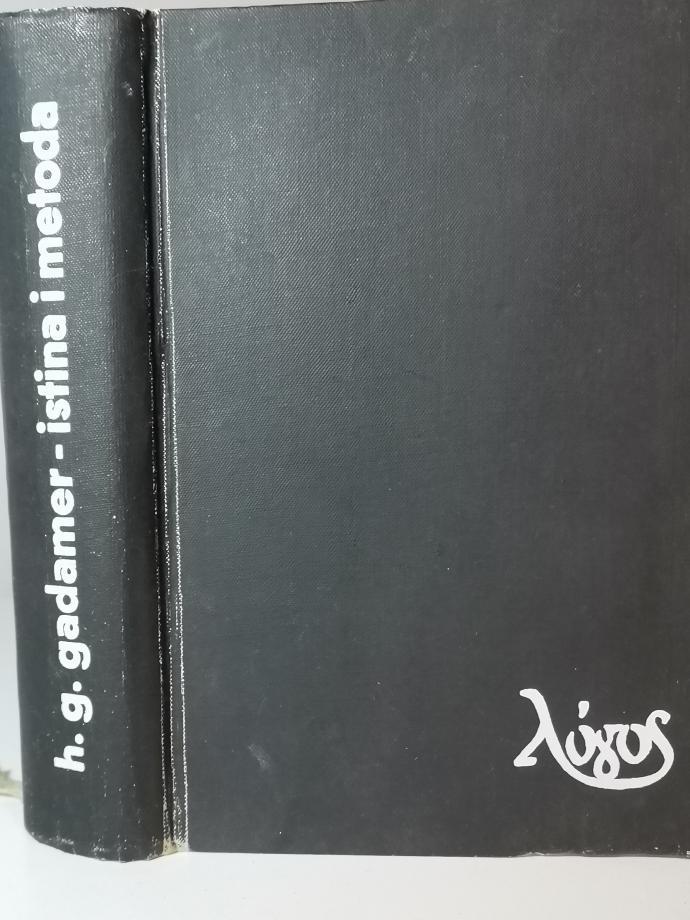 h. g. gadamer - istina i metoda
λόγος